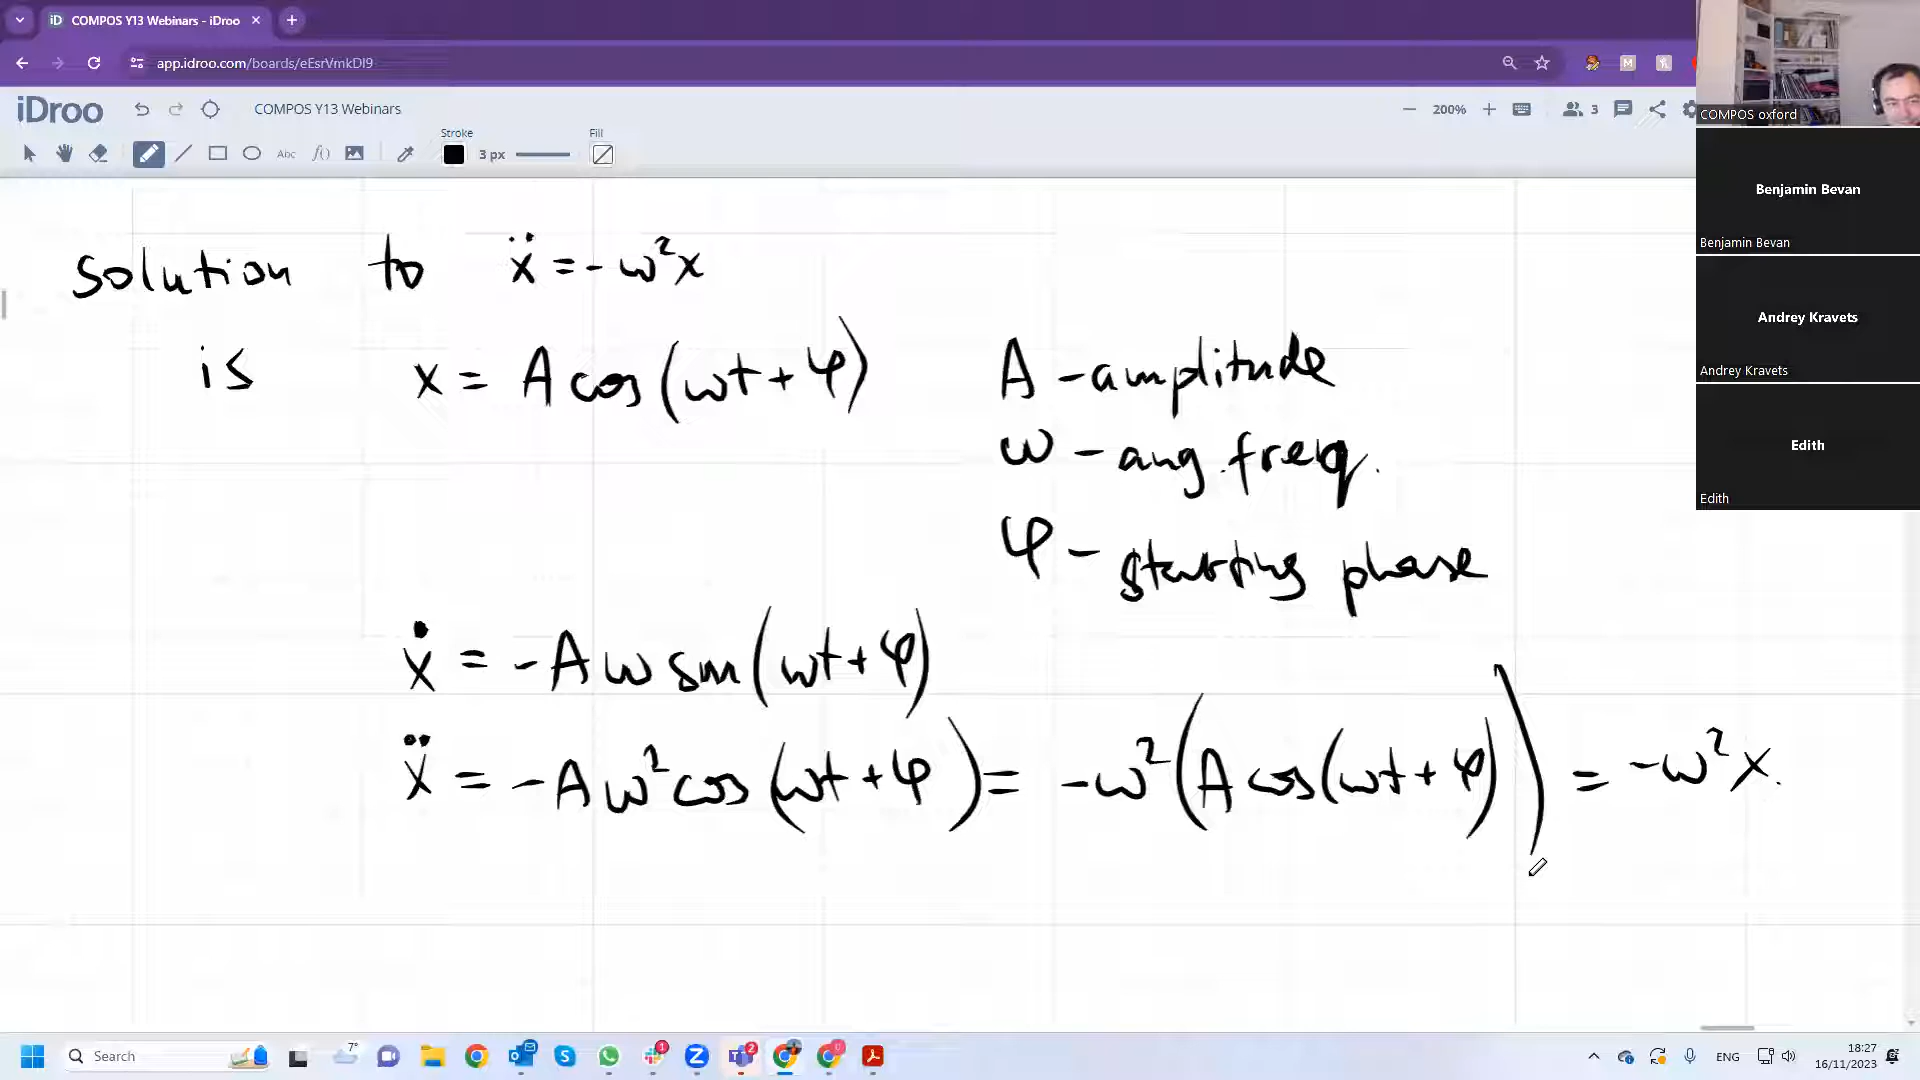 COMPOS Y13 Webinars - iDroo
app.idroo.com/boards/eEsrVmkDI9
iDroo
COMPOS Y13 Webinars
200%
3
Stroke
3 px
Fill
Abc
f()
COMPOS oxford
Benjamin Bevan
Benjamin Bevan
Andrey Kravets
Andrey Kravets
Edith
Edith
solution to ẍ = - ω²x
is x = A cos(ωt + φ)
A - amplitude
ω - ang. freq.
φ - starting phase
ẋ = -Aω sin(ωt + φ)
ẍ = -Aω² cos(ωt + φ) = -ω²(A cos(ωt + φ)) = -ω²x.
Search
7°
ENG
18:27
16/11/2023